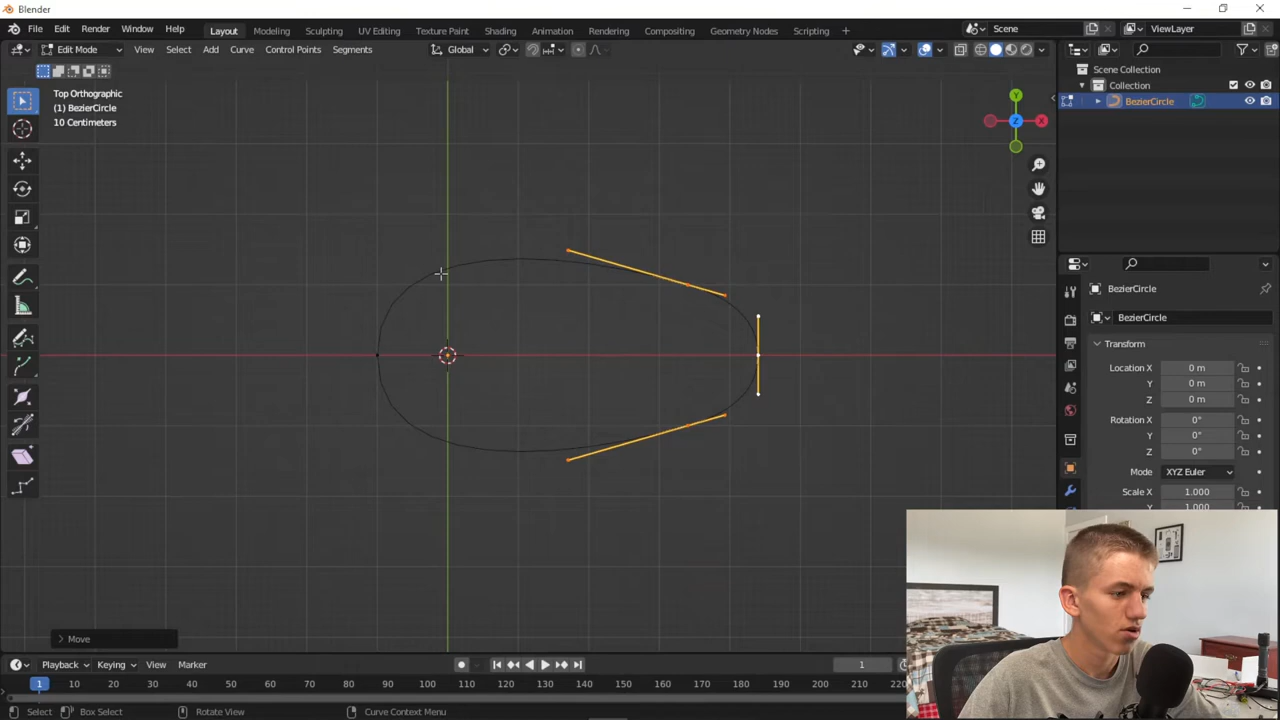 Blender
File Edit Render Window Help
Layout Modeling Sculpting UV Editing Texture Paint Shading Animation Rendering Compositing Geometry Nodes Scripting +
Scene
ViewLayer
Edit Mode View Select Add Curve Control Points Segments
Global
Top Orthographic
(1) BezierCircle
10 Centimeters
Y
Z
X
Scene Collection
Collection
BezierCircle
BezierCircle
BezierCircle
Transform
Location X 0 m
Y 0 m
Z 0 m
Rotation X 0°
Y 0°
Z 0°
Mode XYZ Euler
Scale X 1.000
Y 1.000
Move
Playback Keying View Marker
1
1 10 20 30 40 50 60 70 80 90 100 110 120 130 140 150 160 170 180 190 200 210 220
Select Box Select Rotate View Curve Context Menu